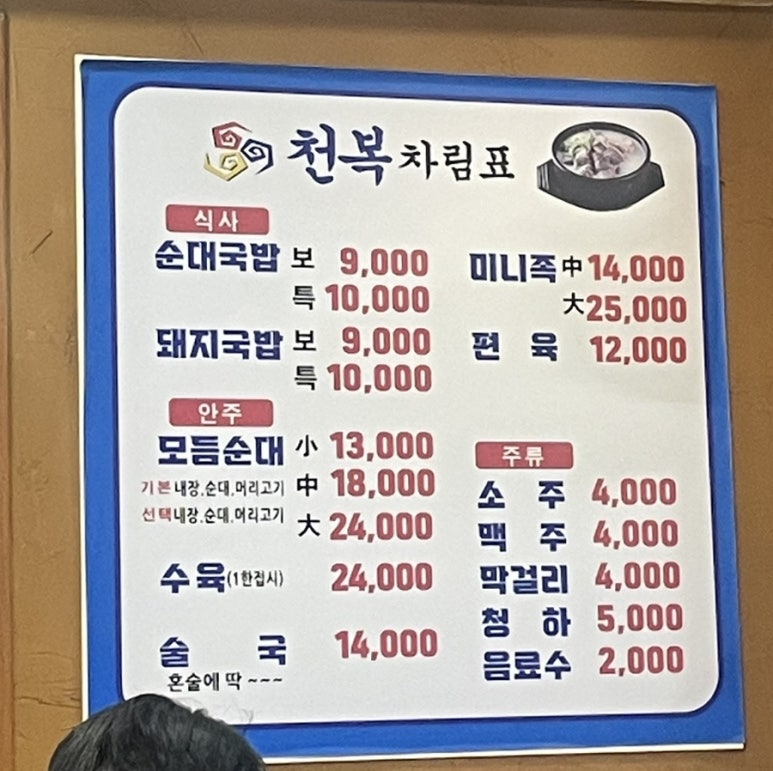 천복 차림표
식사
순대국밥 보 9,000
특 10,000
돼지국밥 보 9,000
특 10,000
안주
모듬순대 小 13,000
기본 내장,순대,머리고기 中 18,000
선택 내장,순대,머리고기 大 24,000
수육(1한접시) 24,000
술국 14,000
혼술에 딱 ~~~
미니족 中 14,000
大 25,000
편육 12,000
주류
소주 4,000
맥주 4,000
막걸리 4,000
청하 5,000
음료수 2,000